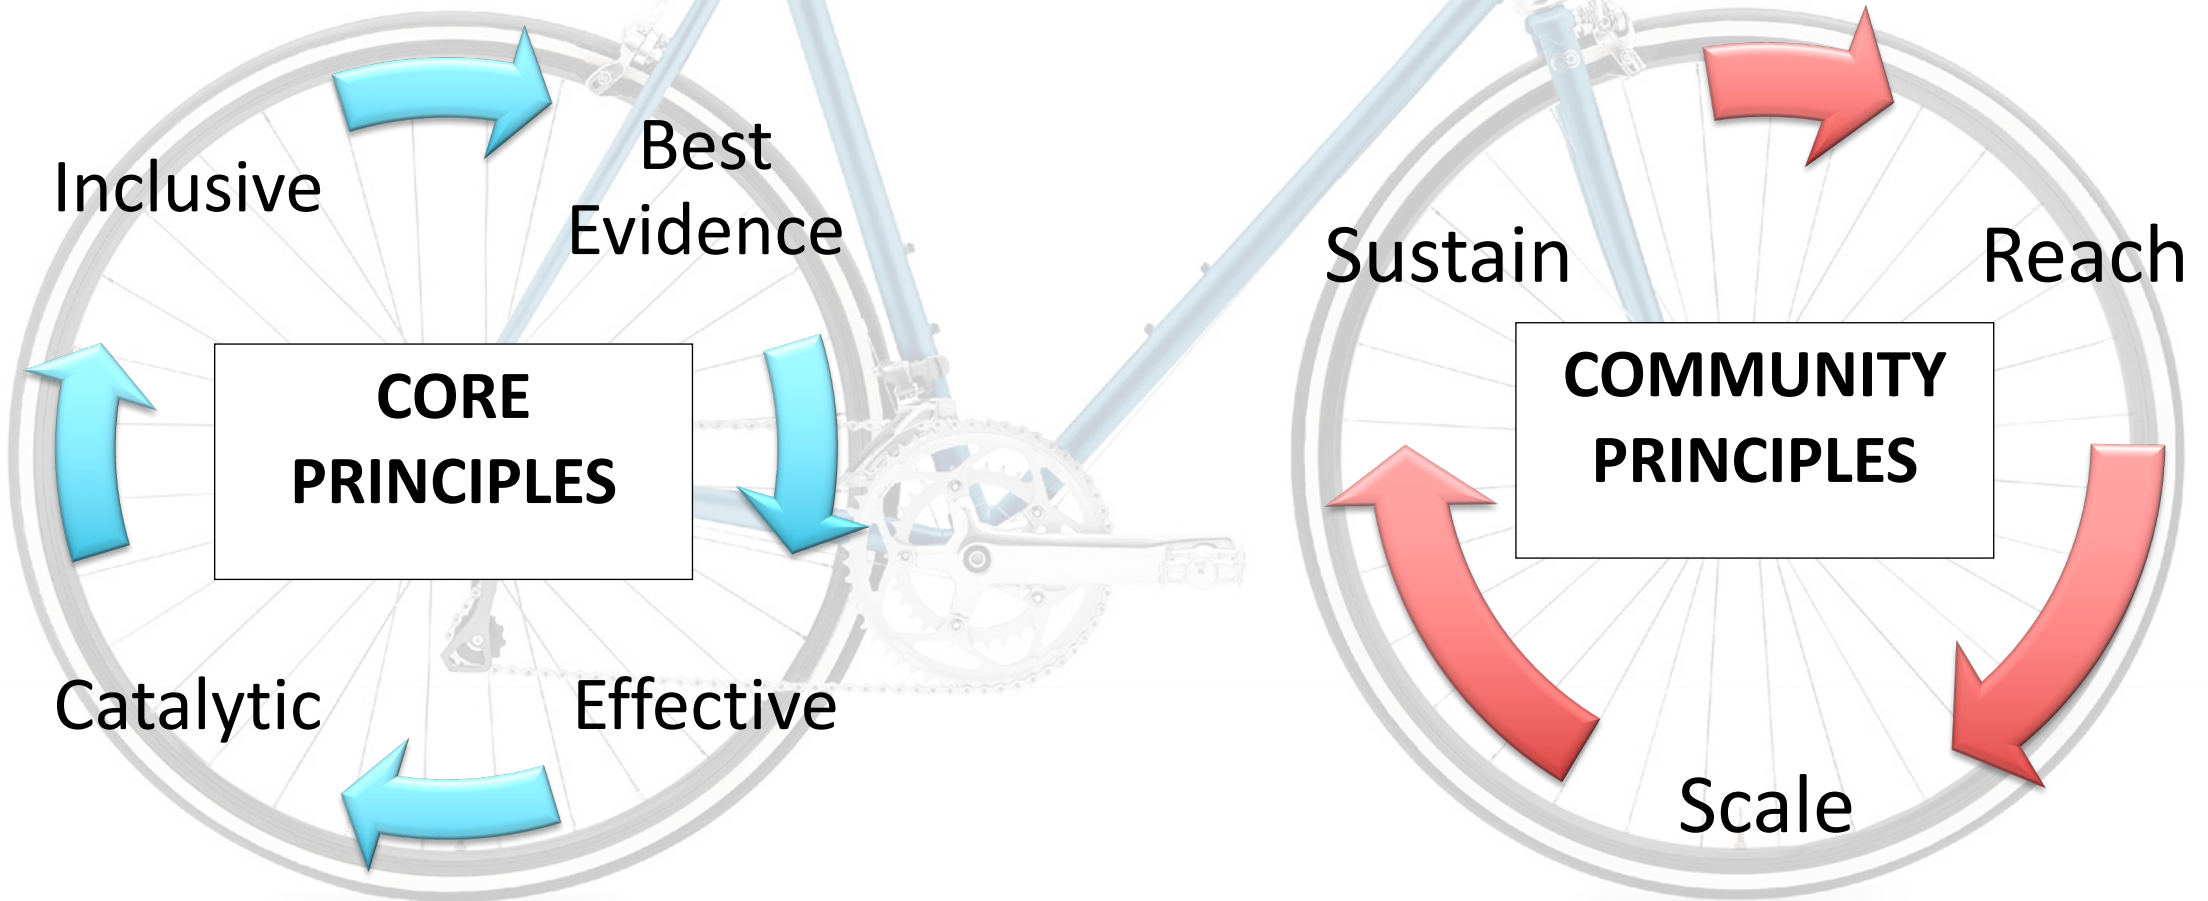 Inclusive
Best
Evidence
CORE
PRINCIPLES
Catalytic
Effective
Sustain
Reach
COMMUNITY
PRINCIPLES
Scale